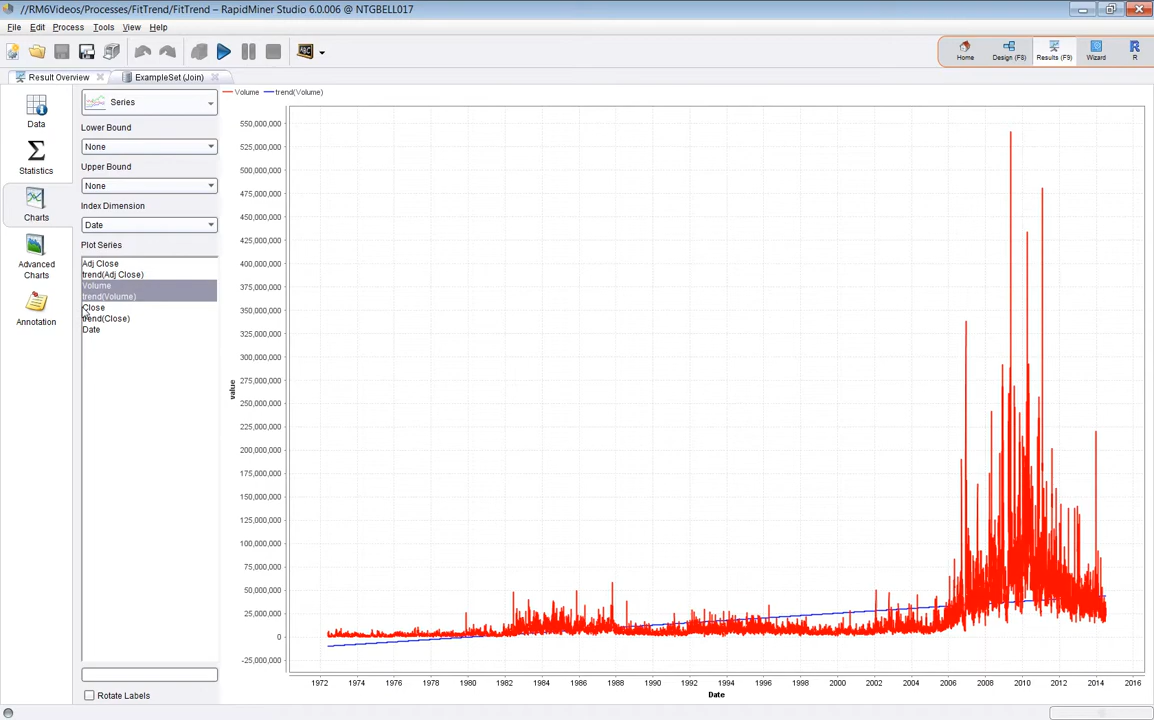 //RM6Videos/Processes/FitTrend/FitTrend – RapidMiner Studio 6.0.006 @ NTGBELL017
File Edit Process Tools View Help
ABC
Home Design (F8) Results (F9) Wizard R
R
Result Overview ExampleSet (Join)
Data
Statistics
Charts
Advanced
Charts
Annotation
Series
Lower Bound
None
Upper Bound
None
Index Dimension
Date
Plot Series
Adj Close
trend(Adj Close)
Volume
trend(Volume)
Close
trend(Close)
Date
Rotate Labels
Volume trend(Volume)
550,000,000
525,000,000
500,000,000
475,000,000
450,000,000
425,000,000
400,000,000
375,000,000
350,000,000
325,000,000
300,000,000
275,000,000
250,000,000
225,000,000
200,000,000
175,000,000
150,000,000
125,000,000
100,000,000
75,000,000
50,000,000
25,000,000
0
-25,000,000
value
1972 1974 1976 1978 1980 1982 1984 1986 1988 1990 1992 1994 1996 1998 2000 2002 2004 2006 2008 2010 2012 2014 2016
Date